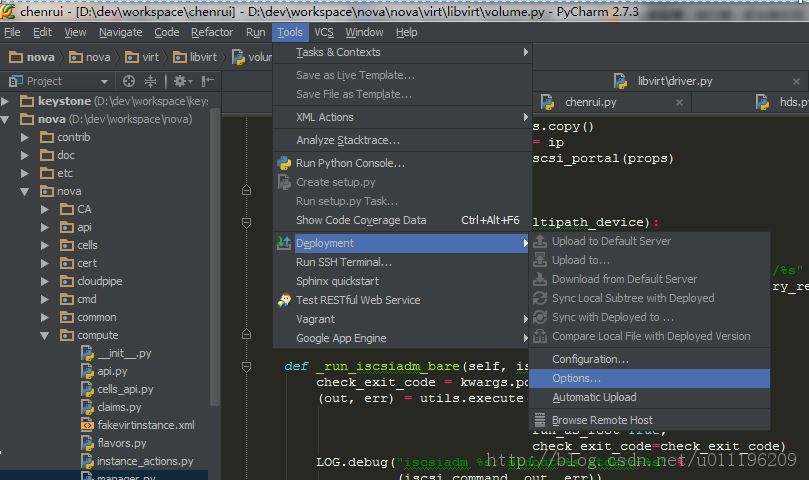 chenrui - [D:\dev\workspace\chenrui] - D:\dev\workspace\nova\nova\virt\libvirt\volume.py - PyCharm 2.7.3
File Edit View Navigate Code Refactor Run Tools VCS Window Help
nova nova virt libvirt
Project
libvirt\driver.py
chenrui.py
hds.py
keystone (D:\dev\workspace\keys
nova (D:\dev\workspace\nova)
contrib
doc
etc
nova
CA
api
cells
cert
cloudpipe
cmd
common
compute
__init__.py
api.py
cells_api.py
claims.py
fakevirtinstance.xml
flavors.py
instance_actions.py
manager.py
Tasks & Contexts
Save as Live Template...
Save File as Template...
XML Actions
Analyze Stacktrace...
Run Python Console...
Create setup.py
Run setup.py Task...
Show Code Coverage Data Ctrl+Alt+F6
Deployment
Run SSH Terminal...
Sphinx quickstart
Test RESTful Web Service
Vagrant
Google App Engine
Upload to Default Server
Upload to...
Download from Default Server
Sync Local Subtree with Deployed
Sync with Deployed to ...
Compare Local File with Deployed Version
Configuration...
Options...
Automatic Upload
Browse Remote Host
s.copy()
= ip
scsi_portal(props)
ltipath_device):
/%s"
ry_re
def _run_iscsiadm_bare(self, is
check_exit_code = kwargs.po
(out, err) = utils.execute
run_as_root=True,
check_exit_code=check_exit_code)
LOG.debug("iscsiadm %s: stdout=%s stderr=%s" %
(iscsi_command, out, err))
http://blog.csdn.net/u011196209